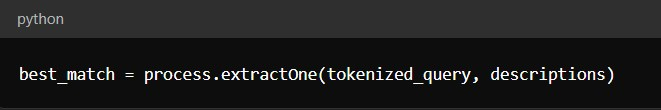 python
best_match = process.extractOne(tokenized_query, descriptions)